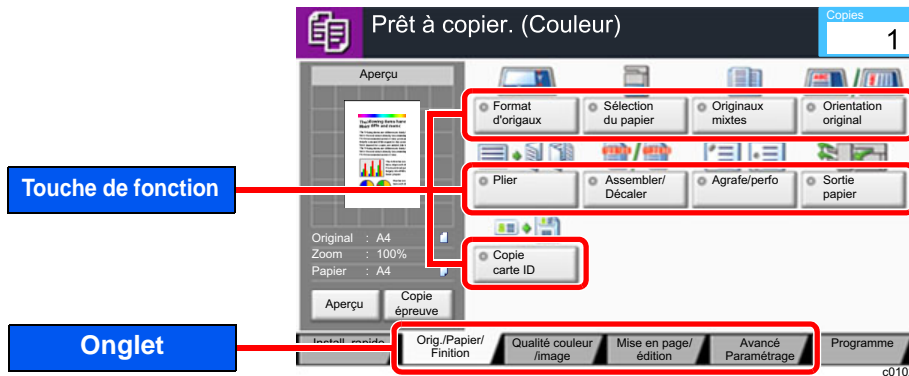 Prêt à copier. (Couleur)
Copies
1
Aperçu
Format
d'origaux
Sélection
du papier
Originaux
mixtes
Orientation
original
Touche de fonction
Plier
Assembler/
Décaler
Agrafe/perfo
Sortie
papier
Original : A4
Zoom : 100%
Papier : A4
Copie
carte ID
Aperçu
Copie
épreuve
Onglet
Install. rapide
Orig./Papier/
Finition
Qualité couleur
/image
Mise en page/
édition
Avancé
Paramétrage
Programme
c010